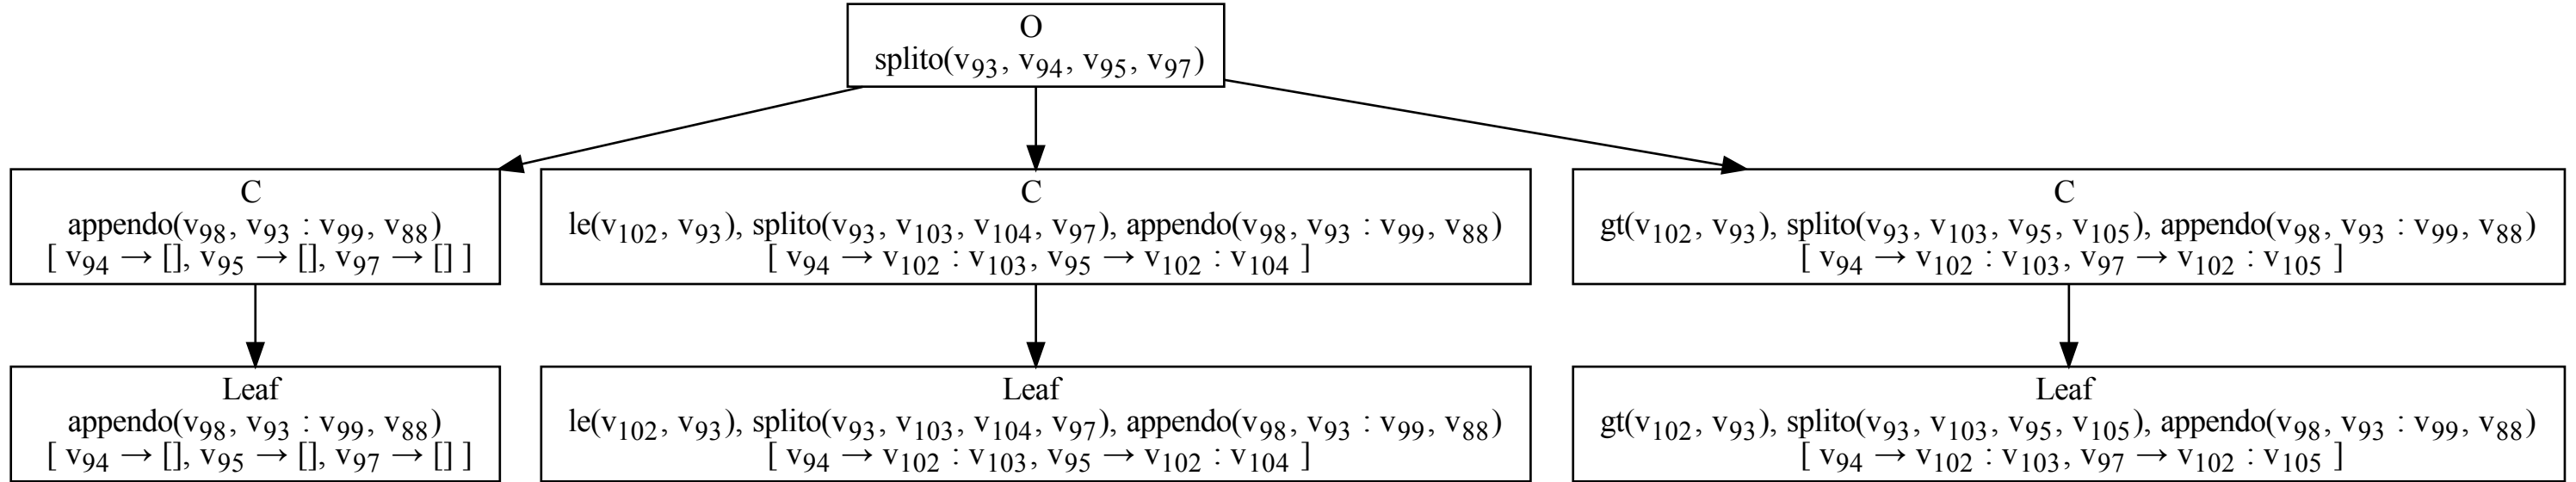 O
splito(v₉₃, v₉₄, v₉₅, v₉₇)
C
appendo(v₉₈, v₉₃ : v₉₉, v₈₈)
[ v₉₄ → [], v₉₅ → [], v₉₇ → [] ]
C
le(v₁₀₂, v₉₃), splito(v₉₃, v₁₀₃, v₁₀₄, v₉₇), appendo(v₉₈, v₉₃ : v₉₉, v₈₈)
[ v₉₄ → v₁₀₂ : v₁₀₃, v₉₅ → v₁₀₂ : v₁₀₄ ]
C
gt(v₁₀₂, v₉₃), splito(v�9₃, v₁₀₃, v₉₅, v₁₀₅), appendo(v₉₈, v₉₃ : v₉₉, v₈₈)
[ v₉₄ → v₁₀₂ : v₁₀₃, v₉₇ → v₁₀₂ : v₁₀₅ ]
Leaf
appendo(v₉₈, v₉₃ : v₉₉, v₈₈)
[ v₉₄ → [], v₉₅ → [], v₉₇ → [] ]
Leaf
le(v₁₀₂, v₉₃), splito(v₉₃, v₁₀₃, v₁₀₄, v₉₇), appendo(v₉₈, v₉₃ : v₉₉, v₈₈)
[ v₉₄ → v₁₀₂ : v₁₀₃, v₉₅ → v₁₀₂ : v₁₀₄ ]
Leaf
gt(v₁₀₂, v₉₃), splito(v₉₃, v₁₀₃, v₉₅, v₁₀₅), appendo(v₉₈, v₉₃ : v₉₉, v₈₈)
[ v₉₄ → v₁₀₂ : v₁₀₃, v₉₇ → v₁₀₂ : v₁₀₅ ]